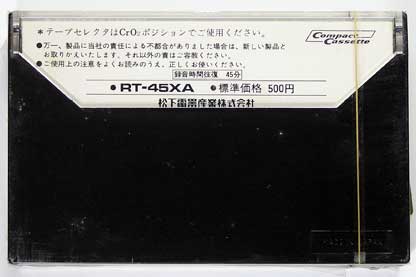 ＊テープセレクタはCrO₂ポジションでご使用ください。
●万一、製品に当社の責任による不都合がありました場合は、新しい製品と
お取りかえいたします。それ以外の責はご容赦ください。
●ご使用上の注意をよくお読みのうえ、正しくお使いください。
Compact
Cassette
録音時間往復 45分
● RT-45XA ● 標準価格 500円
松下電器産業株式会社
MADE IN JAPAN